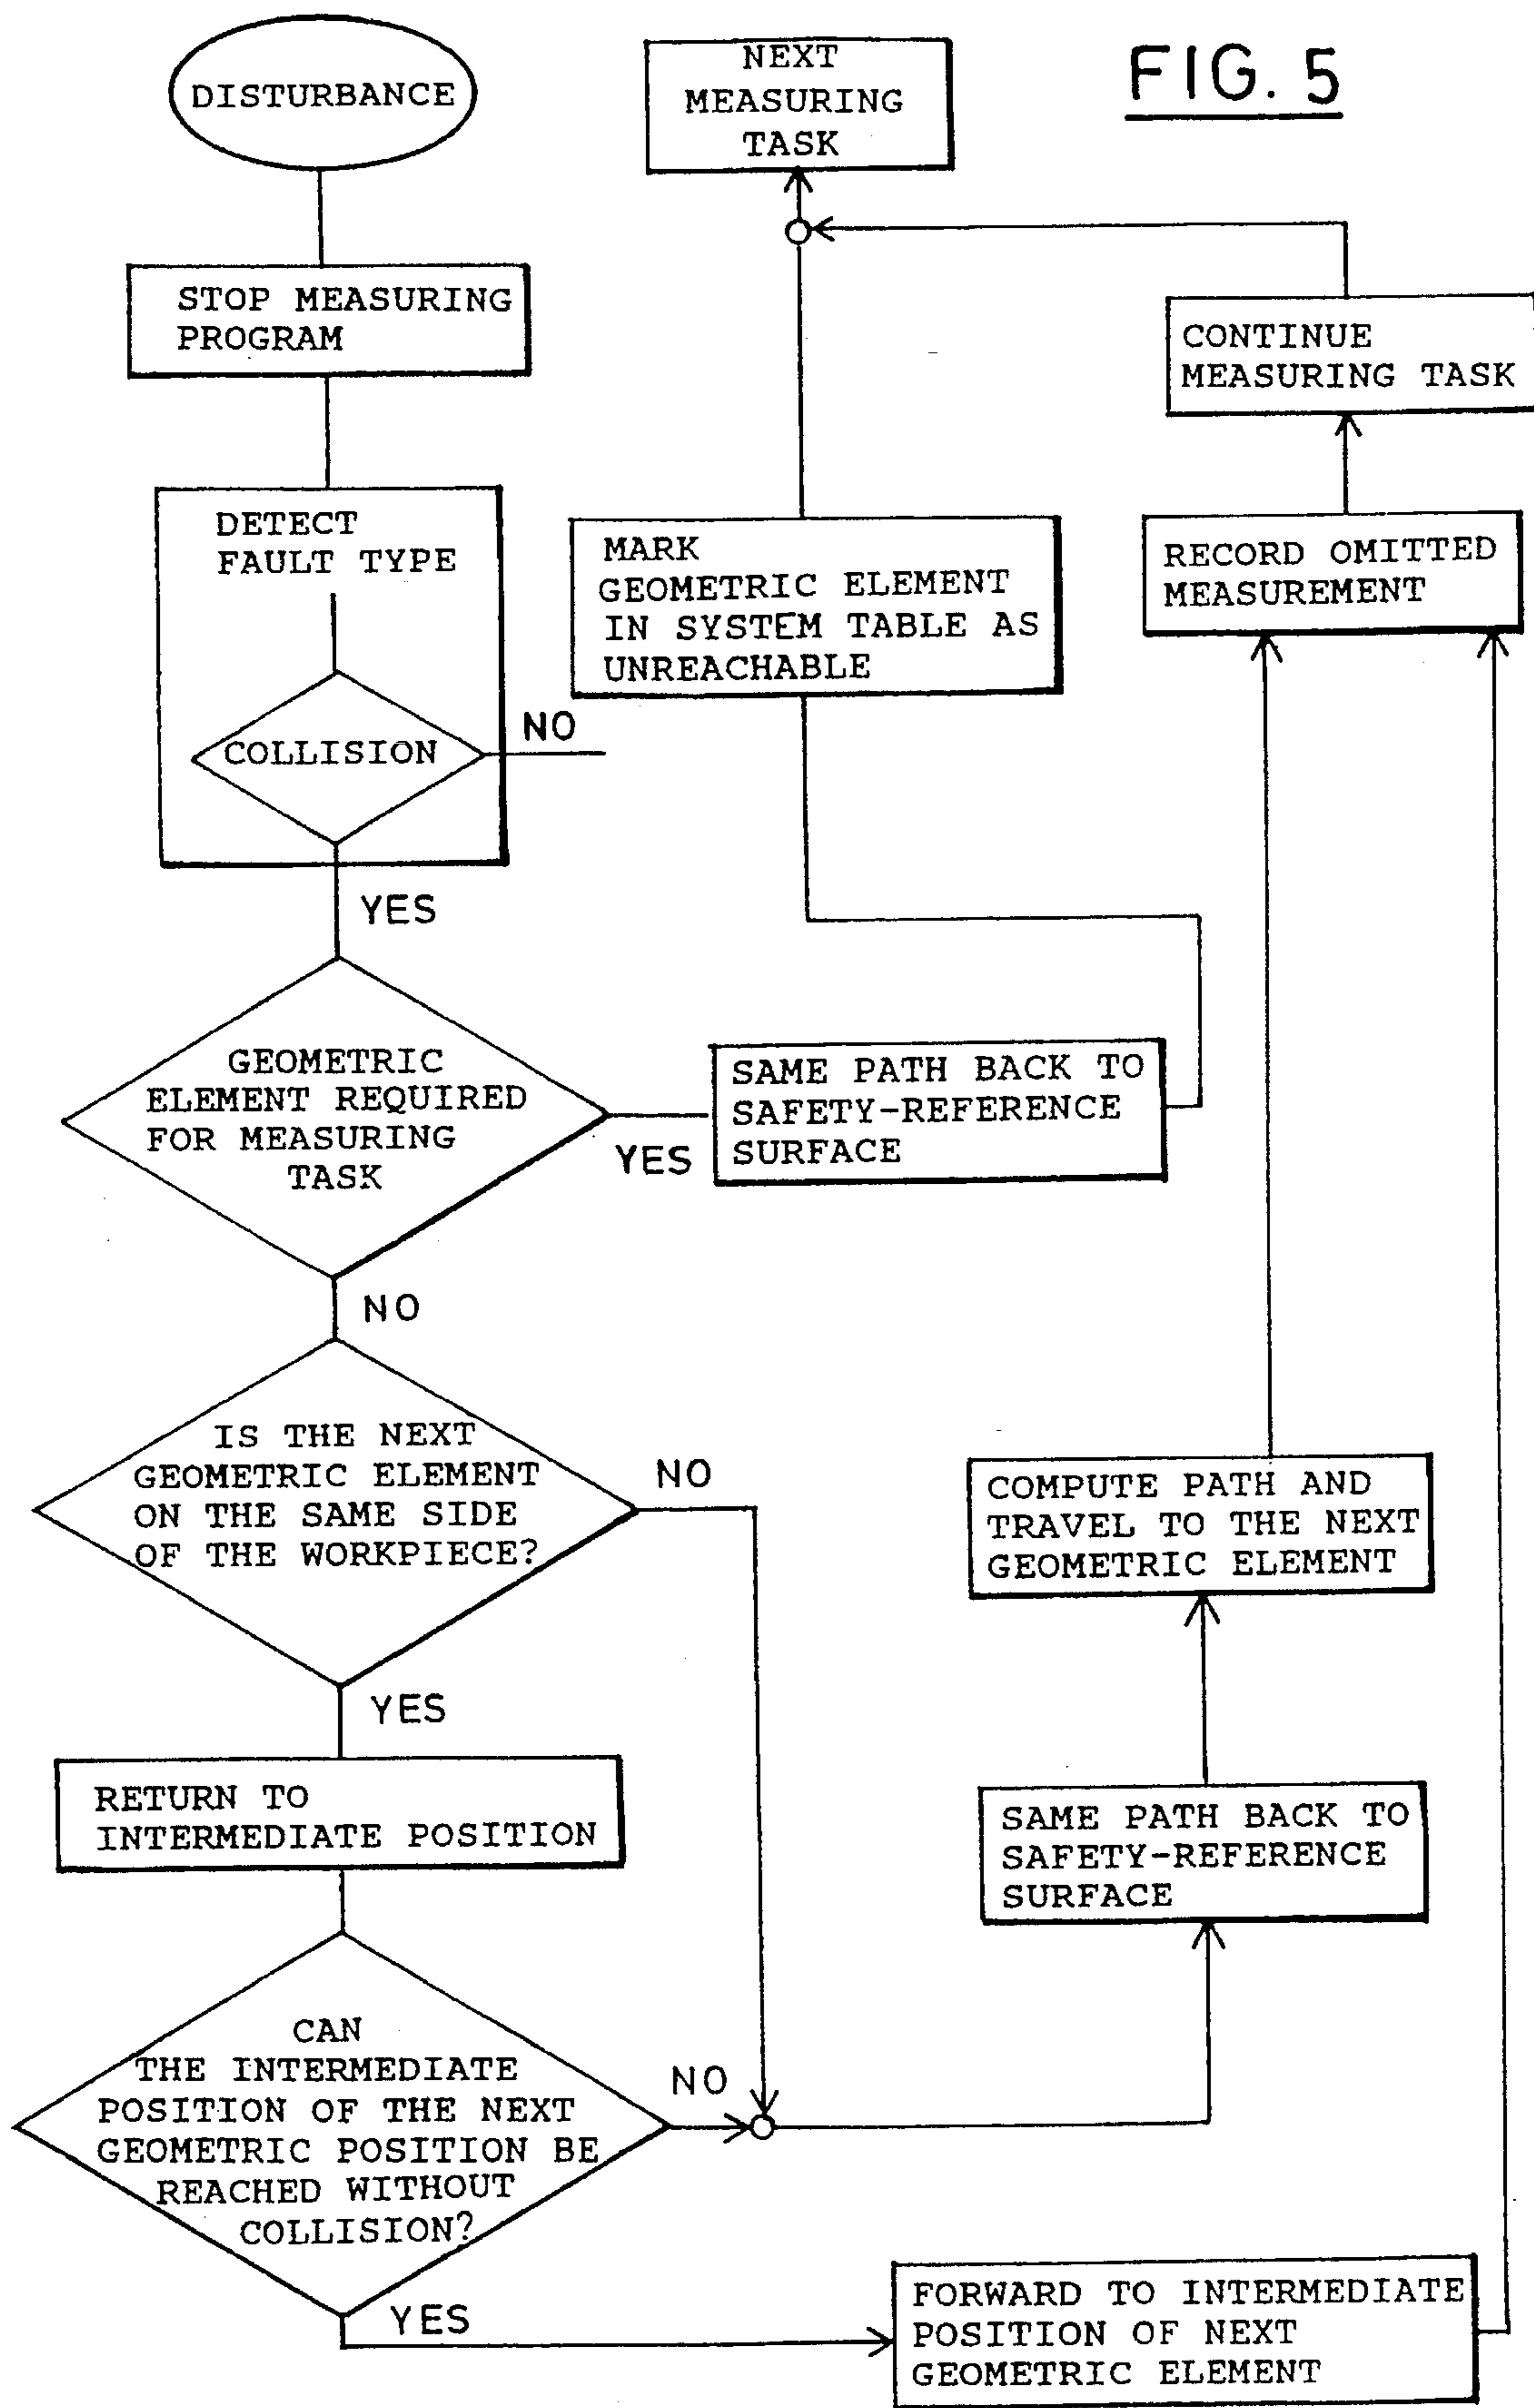 FIG. 5
DISTURBANCE
STOP MEASURING
PROGRAM
DETECT
FAULT TYPE
COLLISION
NO
YES
GEOMETRIC
ELEMENT REQUIRED
FOR MEASURING
TASK
YES
NO
SAME PATH BACK TO
SAFETY-REFERENCE
SURFACE
MARK
GEOMETRIC ELEMENT
IN SYSTEM TABLE AS
UNREACHABLE
NEXT
MEASURING
TASK
IS THE NEXT
GEOMETRIC ELEMENT
ON THE SAME SIDE
OF THE WORKPIECE?
NO
YES
RETURN TO
INTERMEDIATE POSITION
CAN
THE INTERMEDIATE
POSITION OF THE NEXT
GEOMETRIC POSITION BE
REACHED WITHOUT
COLLISION?
NO
YES
FORWARD TO INTERMEDIATE
POSITION OF NEXT
GEOMETRIC ELEMENT
SAME PATH BACK TO
SAFETY-REFERENCE
SURFACE
COMPUTE PATH AND
TRAVEL TO THE NEXT
GEOMETRIC ELEMENT
RECORD OMITTED
MEASUREMENT
CONTINUE
MEASURING TASK